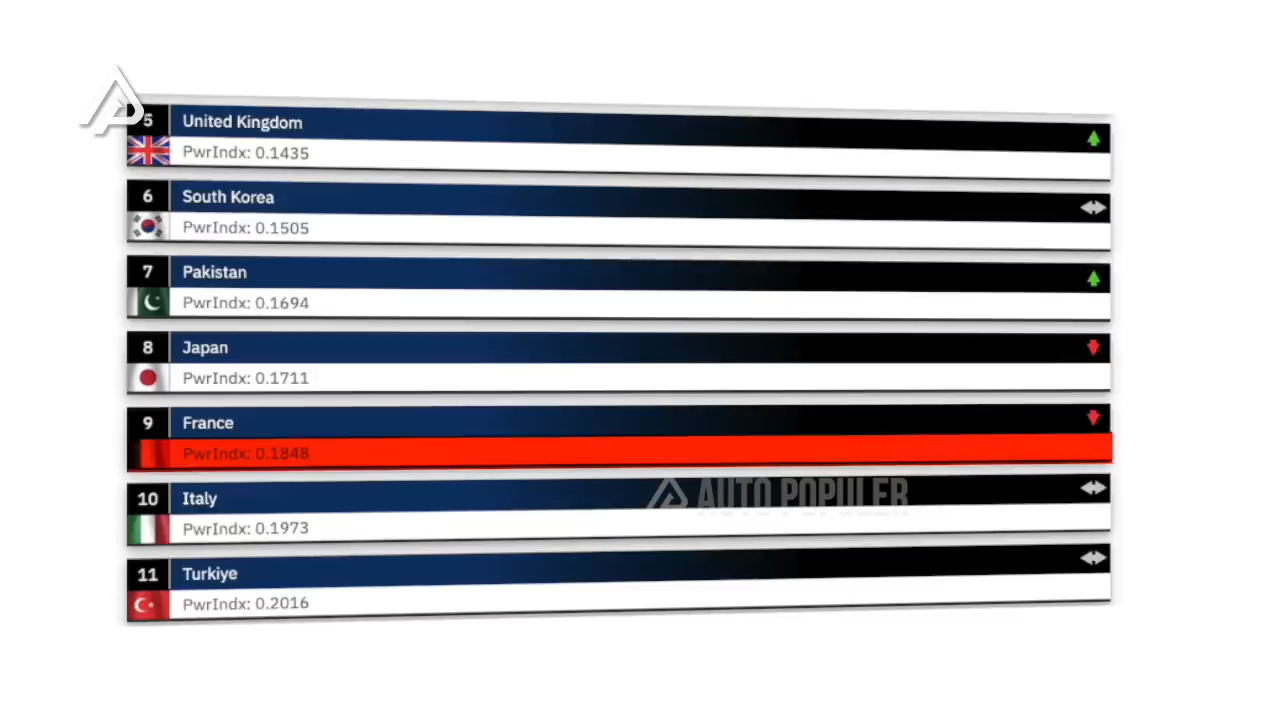 5 United Kingdom
PwrIndx: 0.1435
6 South Korea
PwrIndx: 0.1505
7 Pakistan
PwrIndx: 0.1694
8 Japan
PwrIndx: 0.1711
9 France
PwrIndx: 0.1848
10 Italy
AUTO POPULER
PwrIndx: 0.1973
11 Turkiye
PwrIndx: 0.2016